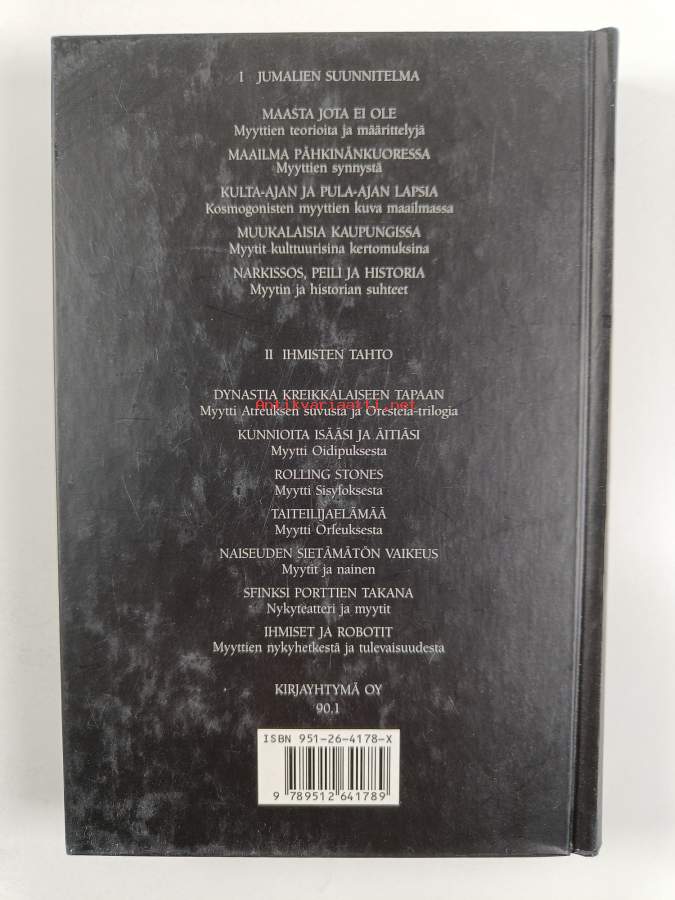 I JUMALIEN SUUNNITELMA
MAASTA JOTA EI OLE
Myyttien teorioita ja määrittelyjä
MAAILMA PÄHKINÄNKUORESSA
Myyttien synnystä
KULTA-AJAN JA PULA-AJAN LAPSIA
Kosmogonisten myyttien kuva maailmassa
MUUKALAISIA KAUPUNGISSA
Myytit kulttuurisina kertomuksina
NARKISSOS, PEILI JA HISTORIA
Myytin ja historian suhteet
II IHMISTEN TAHTO
DYNASTIA KREIKKALAISEEN TAPAAN
Antikvariaatti.net
Myytti Atreuksen suvusta ja Oresteia-trilogia
KUNNIOITA ISÄÄSI JA ÄITIÄSI
Myytti Oidipuksesta
ROLLING STONES
Myytti Sisyfoksesta
TAITEILIJAELÄMÄÄ
Myytti Orfeuksesta
NAISEUDEN SIETÄMÄTÖN VAIKEUS
Myytit ja nainen
SFINKSI PORTTIEN TAKANA
Nykyteatteri ja myytit
IHMISET JA ROBOTIT
Myyttien nykyhetkestä ja tulevaisuudesta
KIRJAYHTYMÄ OY
90.1
ISBN 951-26-4178-X
9 789512 641789